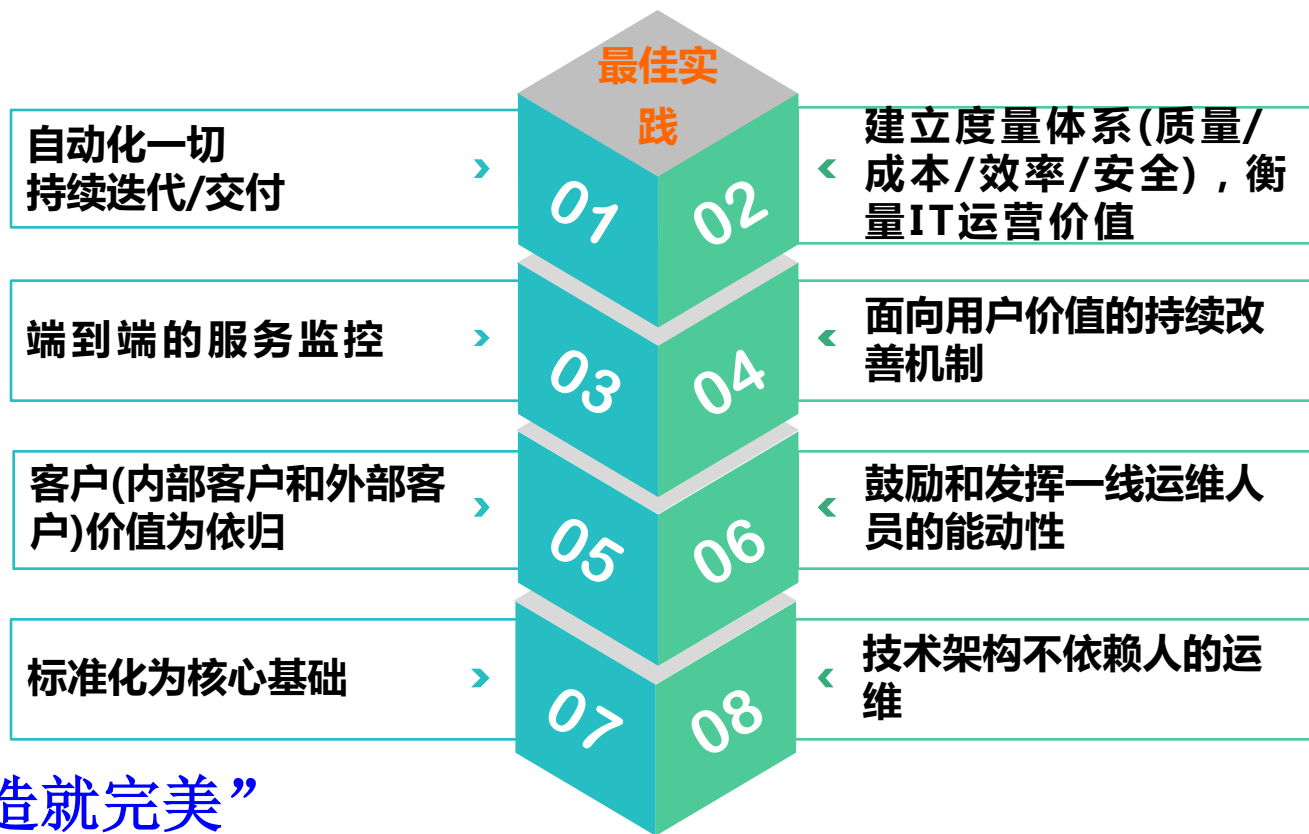 最佳实
践
自动化一切
持续迭代/交付
01
02
建立度量体系(质量/
成本/效率/安全)，衡
量IT运营价值
端到端的服务监控
03
04
面向用户价值的持续改
善机制
客户(内部客户和外部客
户)价值为依归
05
06
鼓励和发挥一线运维人
员的能动性
标准化为核心基础
07
08
技术架构不依赖人的运
维
造就完美”